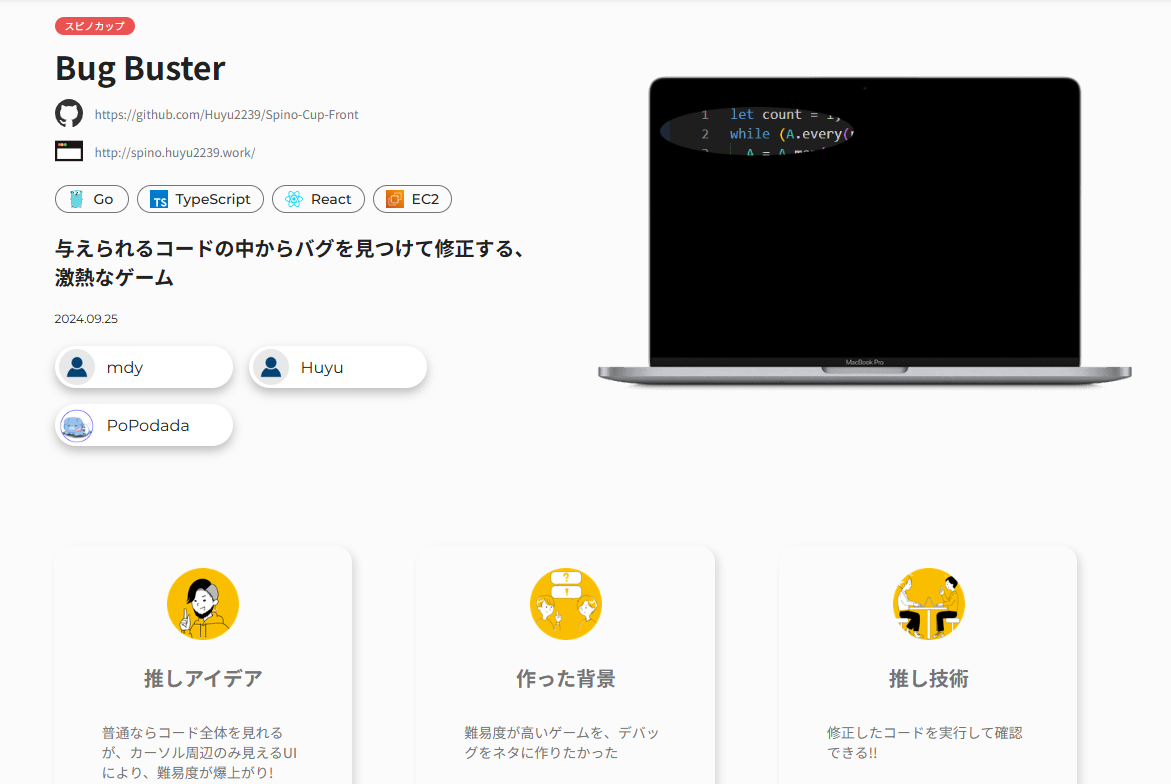 スピノカップ
Bug Buster
https://github.com/Huyu2239/Spino-Cup-Front
http://spino.huyu2239.work/
Go TypeScript React EC2
与えられるコードの中からバグを見つけて修正する、
激熱なゲーム
2024.09.25
mdy Huyu
PoPodada
1 let count =
2 while (A.every(
A = A
MacBook Pro
推しアイデア
普通ならコード全体を見れる
が、カーソル周辺のみ見えるUI
により、難易度が爆上がり!
作った背景
難易度が高いゲームを、デバッ
グをネタに作りたかった
推し技術
修正したコードを実行して確認
できる!!